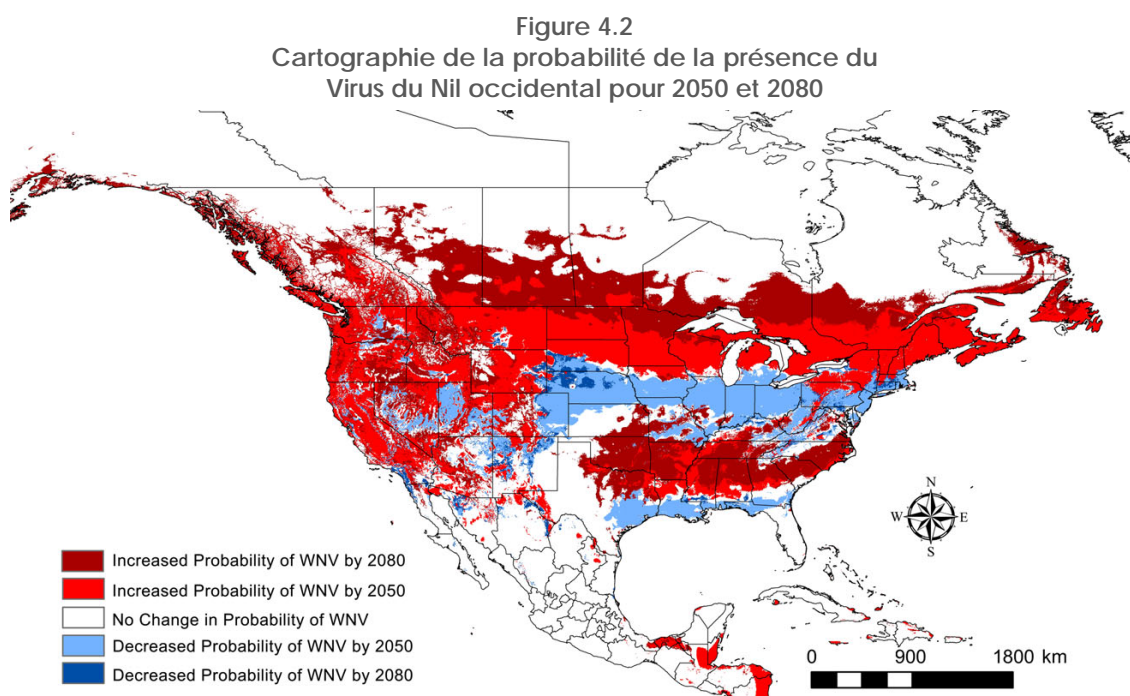 Figure 4.2
Cartographie de la probabilité de la présence du
Virus du Nil occidental pour 2050 et 2080
N
W E
S
Increased Probability of WNV by 2080
Increased Probability of WNV by 2050
No Change in Probability of WNV
Decreased Probability of WNV by 2050
Decreased Probability of WNV by 2080
0 900 1800 km